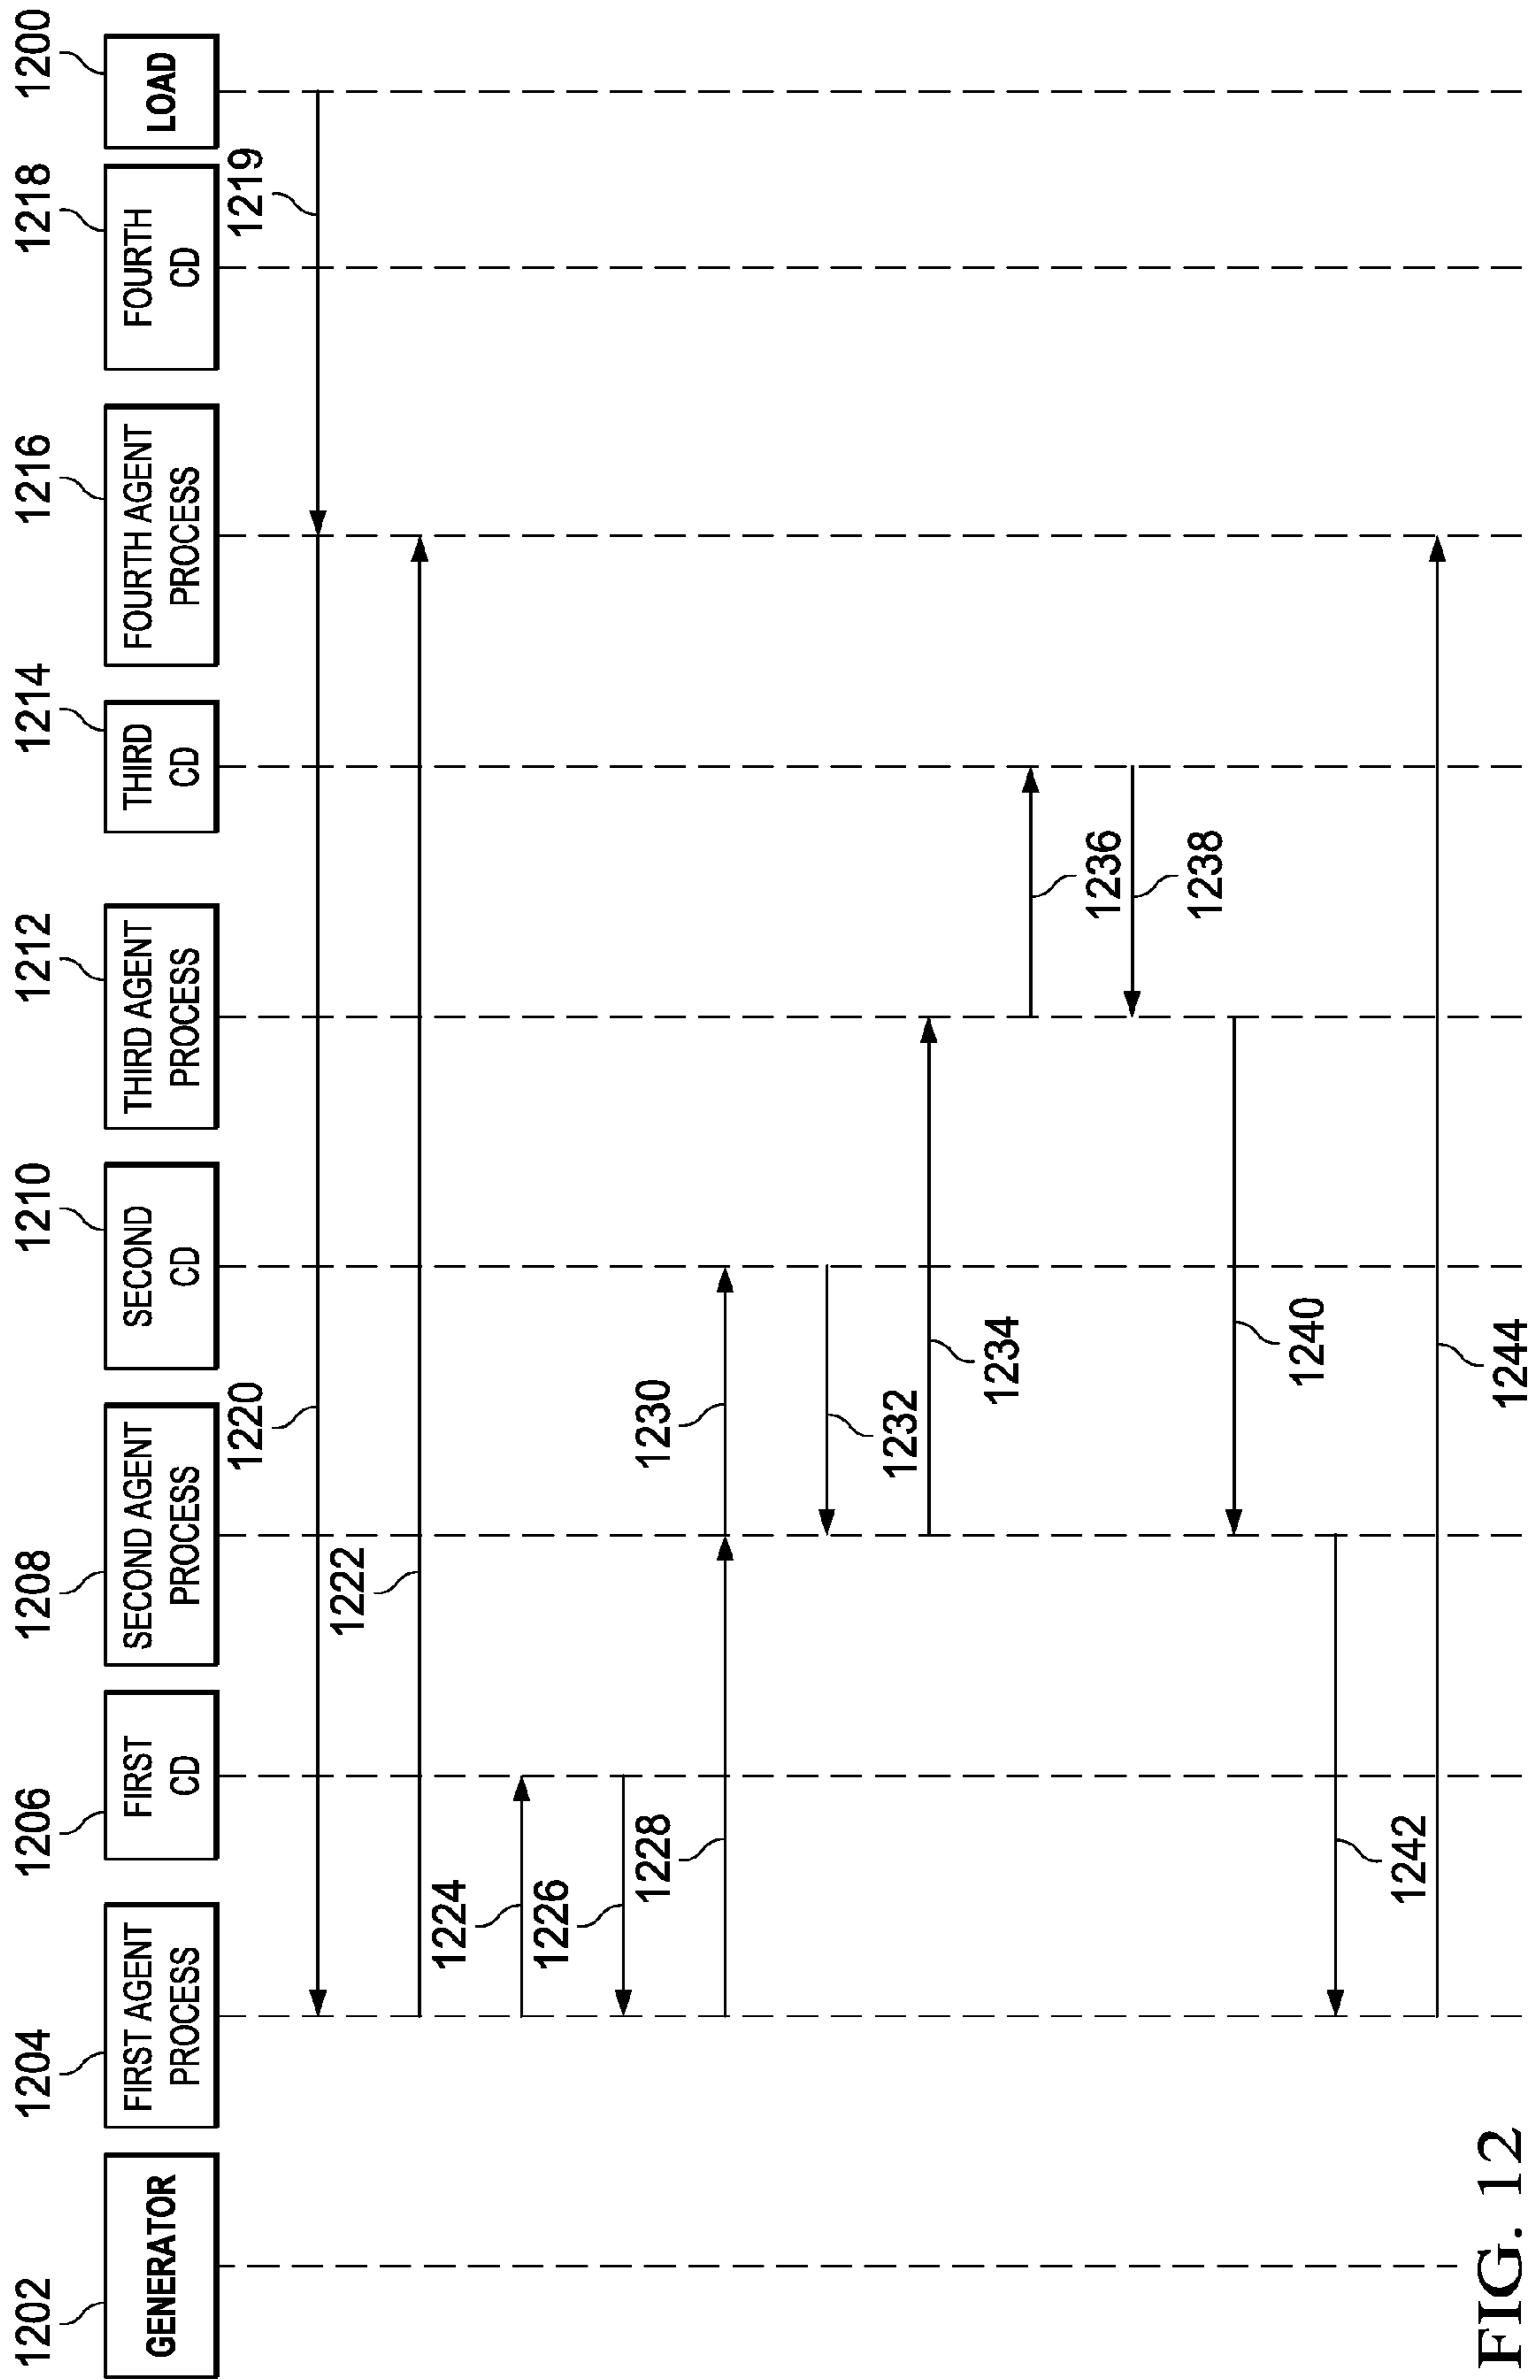 1202
1204
1206
1208
1210
1212
1214
1216
1218
1200
GENERATOR
FIRST AGENT
PROCESS
FIRST
CD
SECOND AGENT
PROCESS
SECOND
CD
THIRD AGENT
PROCESS
THIRD
CD
FOURTH AGENT
PROCESS
FOURTH
CD
LOAD
1220
1219
1222
1224
1226
1228
1230
1232
1234
1236
1238
1240
1242
1244
FIG. 12